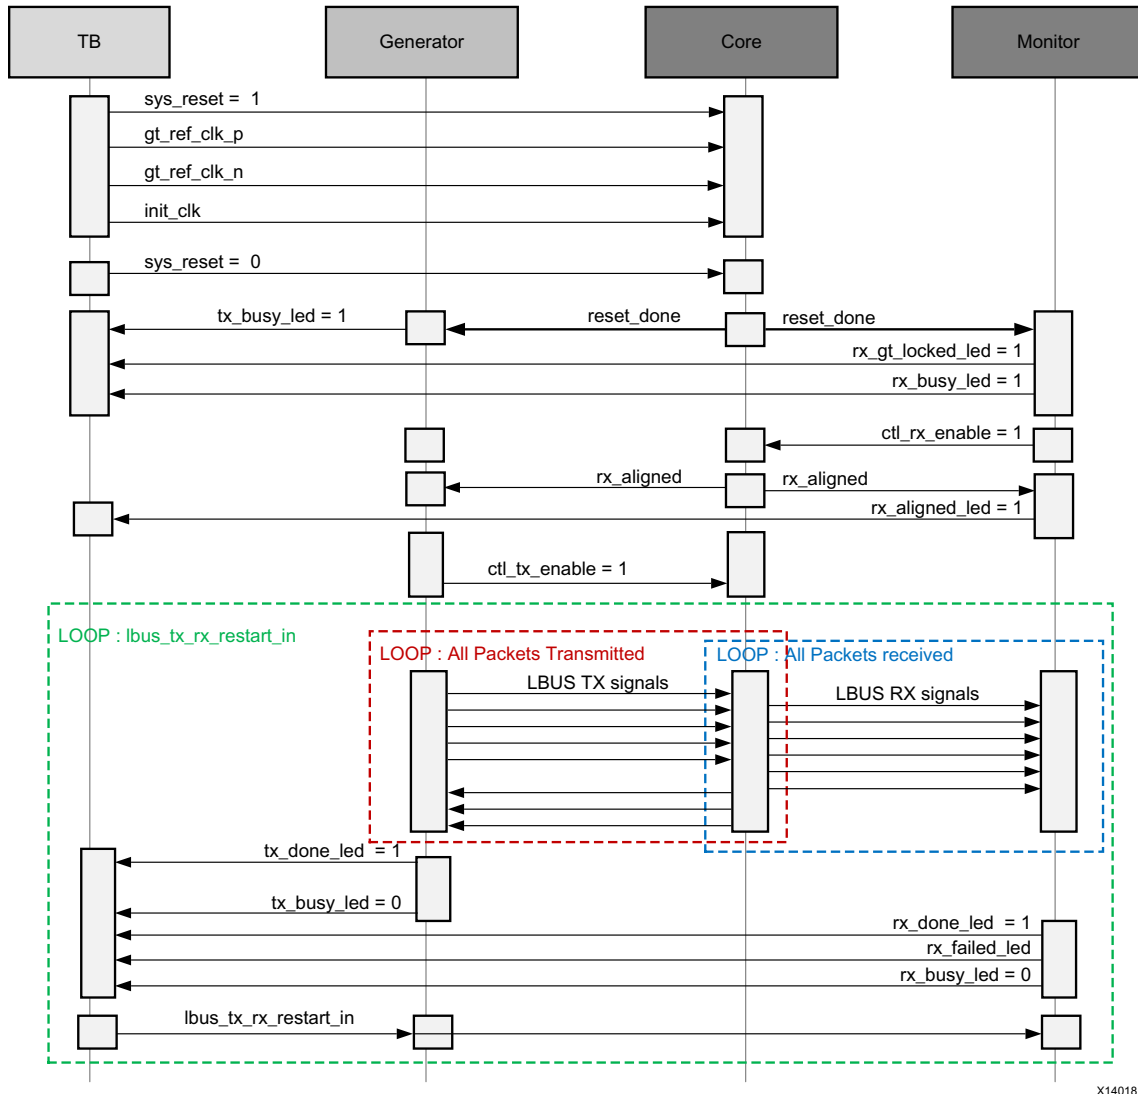 TB
Generator
Core
Monitor
sys_reset = 1
gt_ref_clk_p
gt_ref_clk_n
init_clk
sys_reset = 0
tx_busy_led = 1
reset_done
reset_done
rx_gt_locked_led = 1
rx_busy_led = 1
ctl_rx_enable = 1
rx_aligned
rx_aligned
rx_aligned_led = 1
ctl_tx_enable = 1
LOOP : lbus_tx_rx_restart_in
LOOP : All Packets Transmitted
LOOP : All Packets received
LBUS TX signals
LBUS RX signals
tx_done_led = 1
tx_busy_led = 0
rx_done_led = 1
rx_failed_led
rx_busy_led = 0
lbus_tx_rx_restart_in
X14018